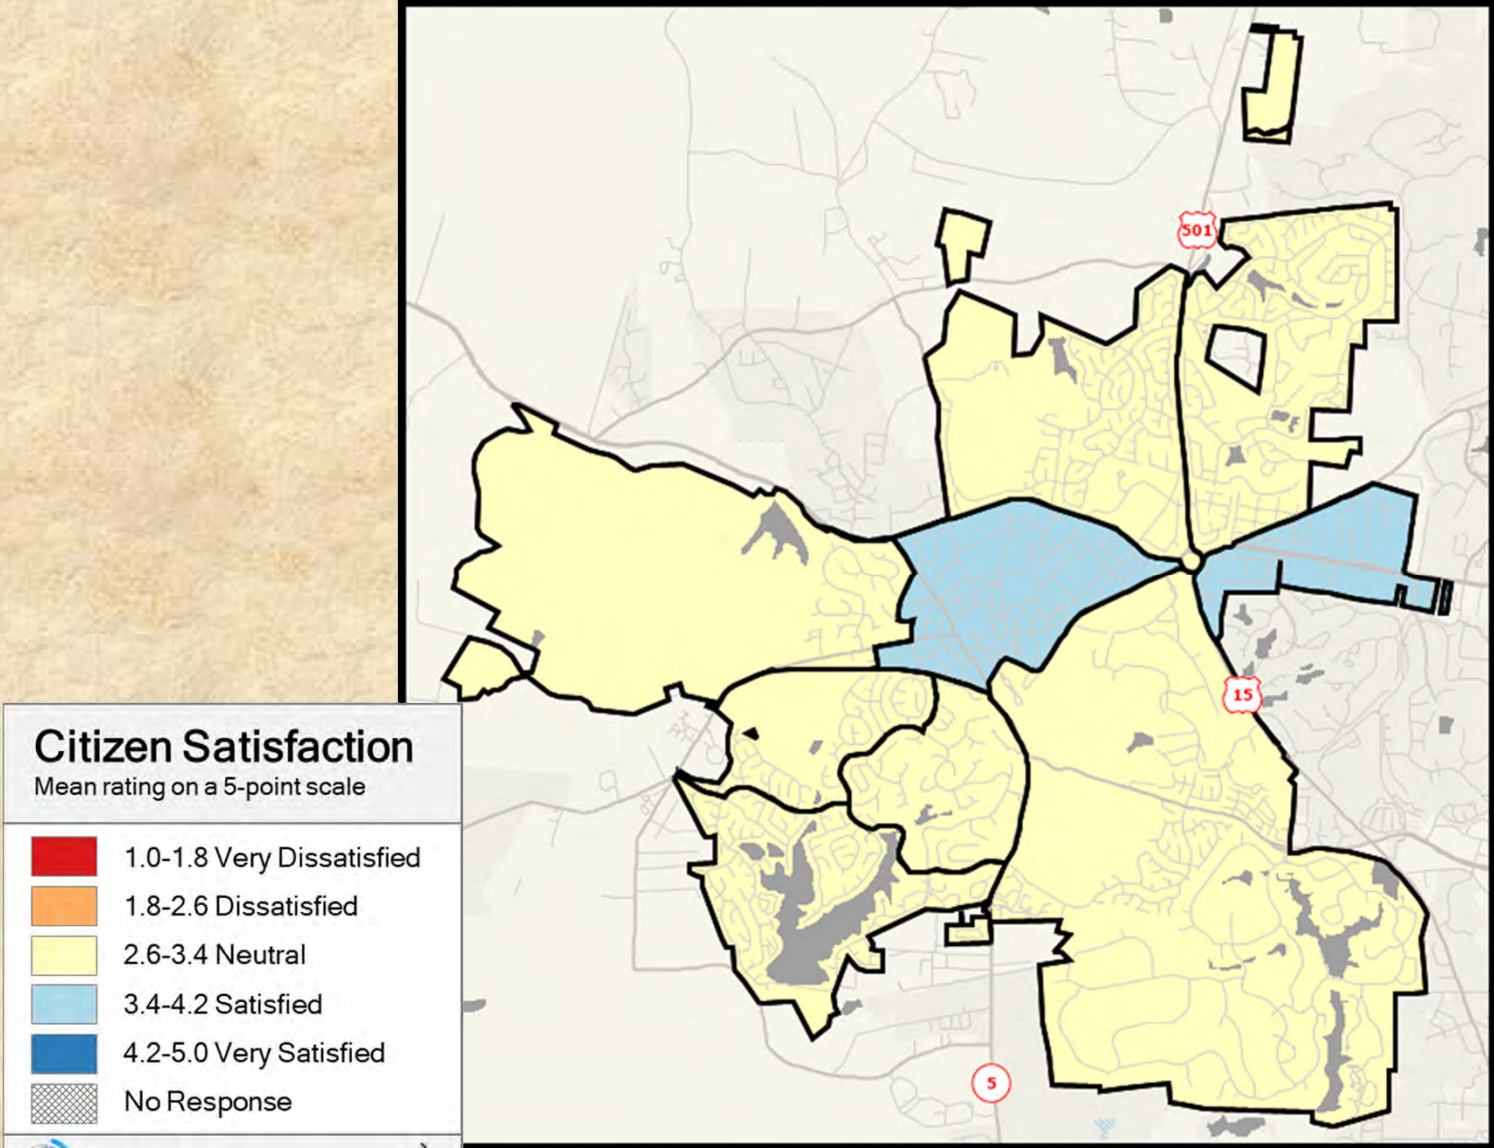 501
15
5
Citizen Satisfaction
Mean rating on a 5-point scale
1.0-1.8 Very Dissatisfied
1.8-2.6 Dissatisfied
2.6-3.4 Neutral
3.4-4.2 Satisfied
4.2-5.0 Very Satisfied
No Response